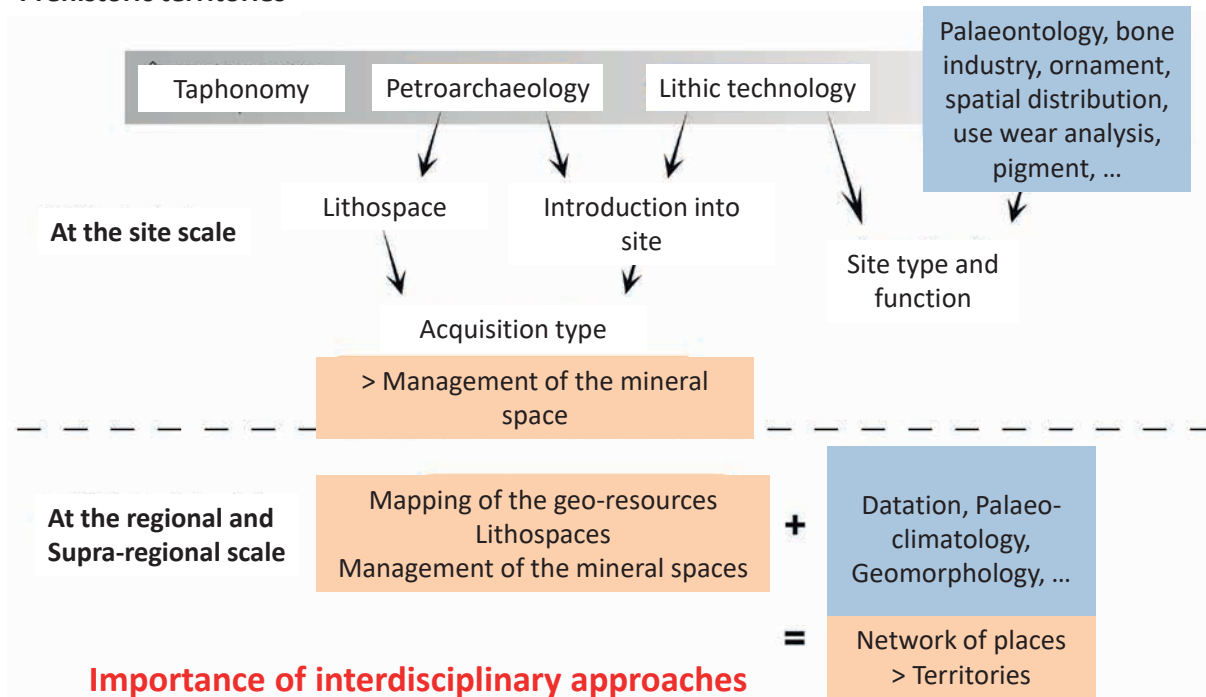 Prehistoric territories
Taphonomy
Petroarchaeology
Lithic technology
Palaeontology, bone
industry, ornament,
spatial distribution,
use wear analysis,
pigment, ...
At the site scale
Lithospace
Introduction into
site
Site type and
function
Acquisition type
> Management of the mineral
space
At the regional and
Supra-regional scale
Mapping of the geo-resources
Lithospaces
Management of the mineral spaces
+
Datation, Palaeo-
climatology,
Geomorphology, ...
=
Network of places
> Territories
Importance of interdisciplinary approaches